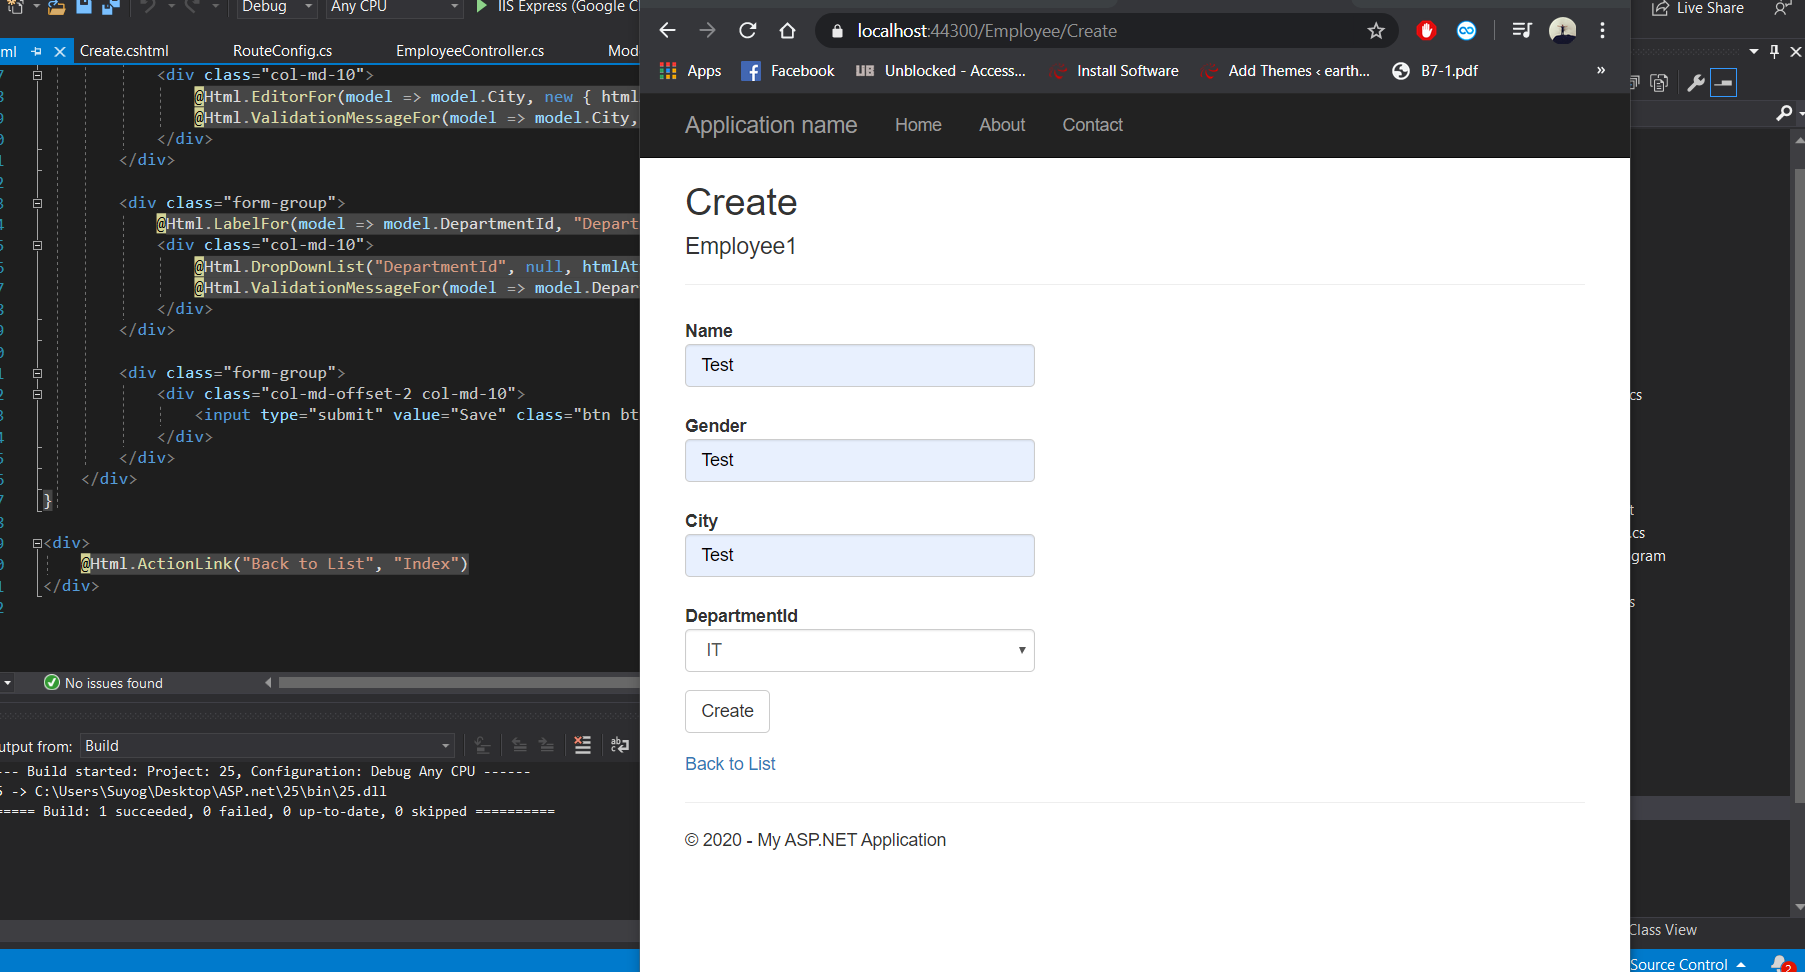 Debug Any CPU IIS Express (Google C
Live Share
ml Create.cshtml RouteConfig.cs EmployeeController.cs Mod
<div class="col-md-10">
@Html.EditorFor(model => model.City, new { html
@Html.ValidationMessageFor(model => model.City,
</div>
</div>
<div class="form-group">
@Html.LabelFor(model => model.DepartmentId, "Depart
<div class="col-md-10">
@Html.DropDownList("DepartmentId", null, htmlAt
@Html.ValidationMessageFor(model => model.Depar
</div>
</div>
<div class="form-group">
<div class="col-md-offset-2 col-md-10">
<input type="submit" value="Save" class="btn bt
</div>
</div>
</div>
}
<div>
@Html.ActionLink("Back to List", "Index")
</div>
No issues found
utput from: Build
-- Build started: Project: 25, Configuration: Debug Any CPU ------
-> C:\Users\Suyog\Desktop\ASP.net\25\bin\25.dll
==== Build: 1 succeeded, 0 failed, 0 up-to-date, 0 skipped ==========
localhost:44300/Employee/Create
Apps Facebook UB Unblocked - Access... Install Software Add Themes ‹ earth... B7-1.pdf »
Application name Home About Contact
Create
Employee1
Name
Test
Gender
Test
City
Test
DepartmentId
IT
Create
Back to List
© 2020 - My ASP.NET Application
cs
t
.cs
gram
s
Class View
Source Control 2